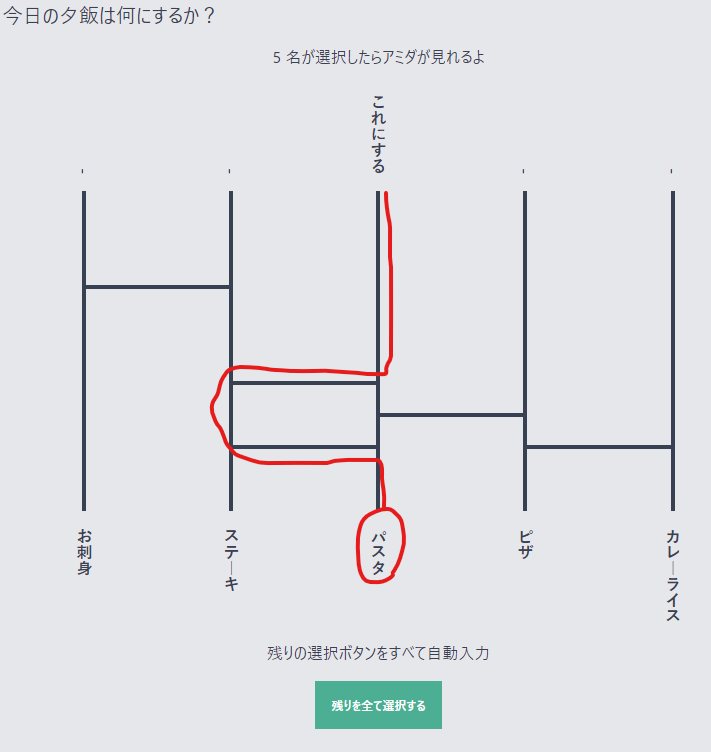 今日の夕飯は何にするか？
5 名が選択したらアミダが見れるよ
これにする
お刺身
ステーキ
パスタ
ピザ
カレーライス
残りの選択ボタンをすべて自動入力
残りを全て選択する